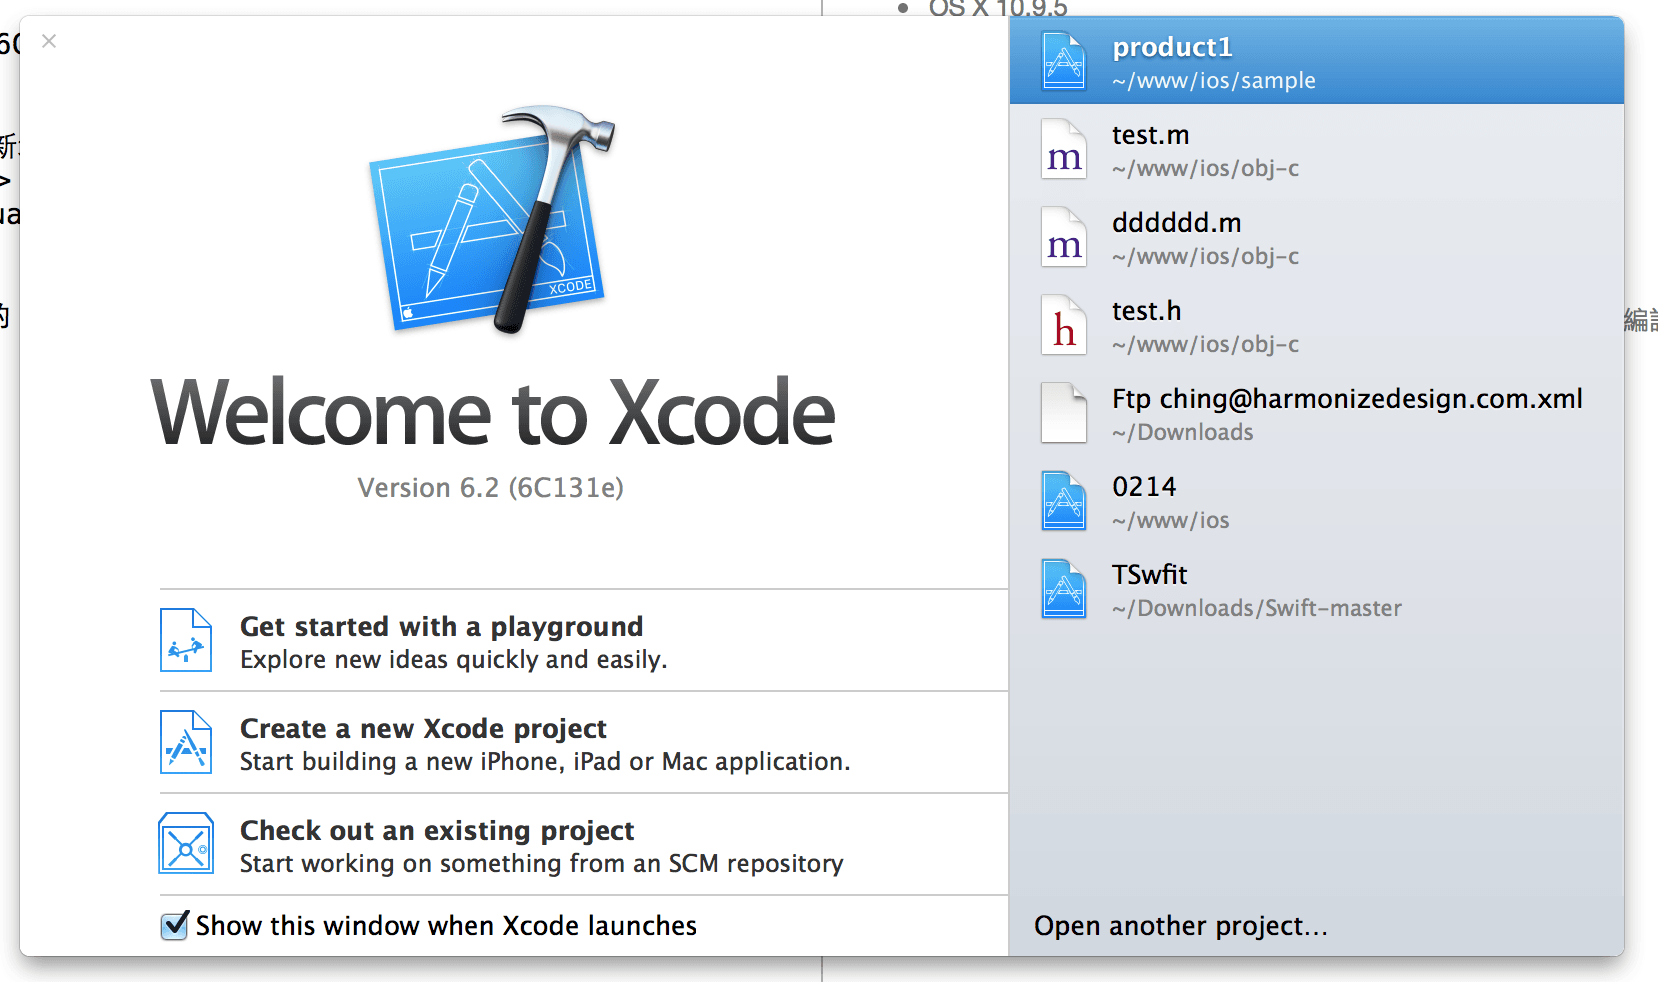 OS X 10.9.5
新
>
ua
的
Welcome to Xcode
Version 6.2 (6C131e)
XCODE
Get started with a playground
Explore new ideas quickly and easily.
Create a new Xcode project
Start building a new iPhone, iPad or Mac application.
Check out an existing project
Start working on something from an SCM repository
Show this window when Xcode launches
product1
~/www/ios/sample
m
test.m
~/www/ios/obj-c
m
dddddd.m
~/www/ios/obj-c
h
test.h
~/www/ios/obj-c
Ftp ching@harmonizedesign.com.xml
~/Downloads
0214
~/www/ios
TSwfit
~/Downloads/Swift-master
Open another project...
編